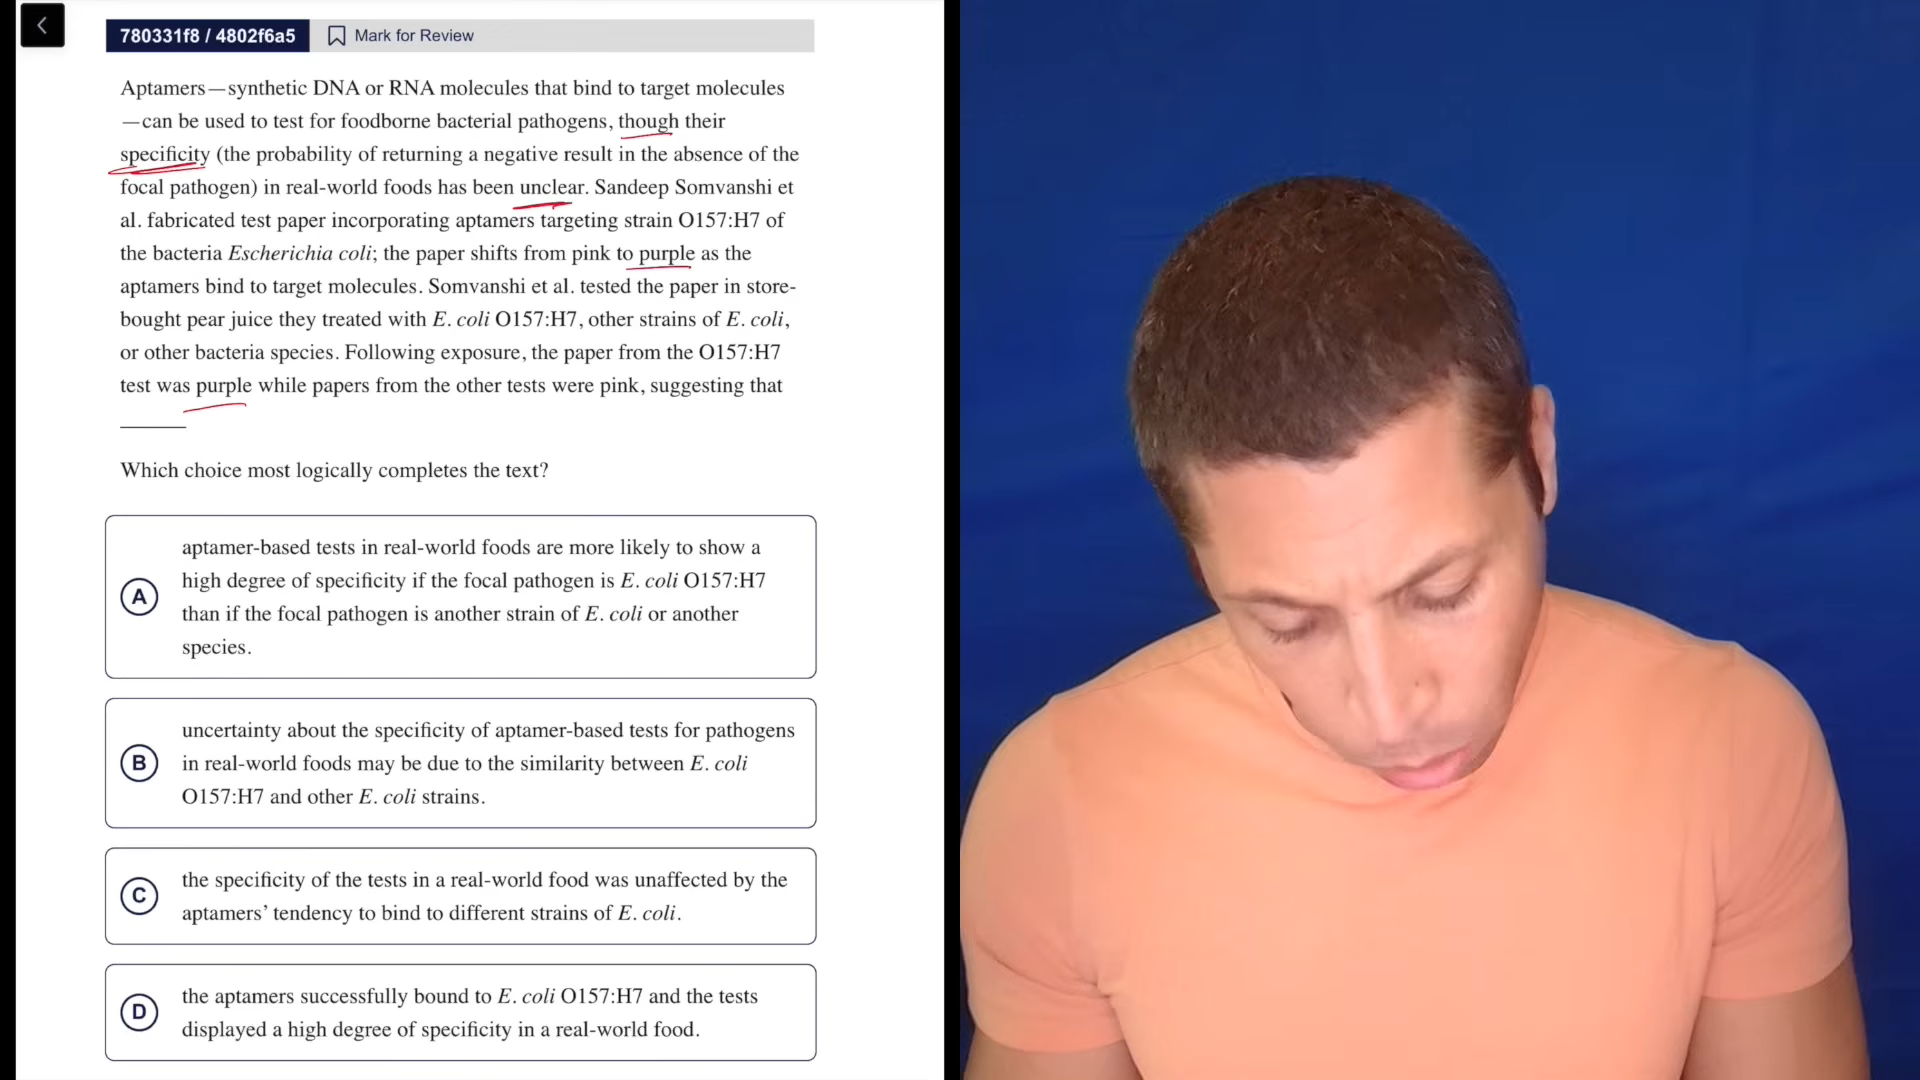 780331f8 / 4802f6a5
Mark for Review
Aptamers—synthetic DNA or RNA molecules that bind to target molecules
—can be used to test for foodborne bacterial pathogens, though their
specificity (the probability of returning a negative result in the absence of the
focal pathogen) in real-world foods has been unclear. Sandeep Somvanshi et
al. fabricated test paper incorporating aptamers targeting strain O157:H7 of
the bacteria Escherichia coli; the paper shifts from pink to purple as the
aptamers bind to target molecules. Somvanshi et al. tested the paper in store-
bought pear juice they treated with E. coli O157:H7, other strains of E. coli,
or other bacteria species. Following exposure, the paper from the O157:H7
test was purple while papers from the other tests were pink, suggesting that
______
Which choice most logically completes the text?
A
aptamer-based tests in real-world foods are more likely to show a
high degree of specificity if the focal pathogen is E. coli O157:H7
than if the focal pathogen is another strain of E. coli or another
species.
B
uncertainty about the specificity of aptamer-based tests for pathogens
in real-world foods may be due to the similarity between E. coli
O157:H7 and other E. coli strains.
C
the specificity of the tests in a real-world food was unaffected by the
aptamers’ tendency to bind to different strains of E. coli.
D
the aptamers successfully bound to E. coli O157:H7 and the tests
displayed a high degree of specificity in a real-world food.